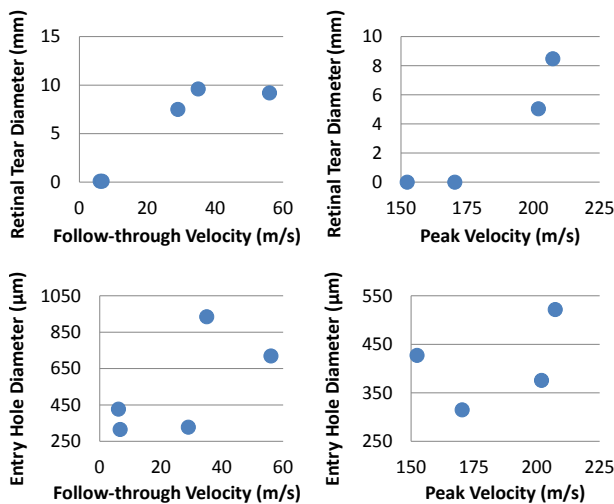 Retinal Tear Diameter (mm)
15
10
5
0
0 20 40 60
Follow-through Velocity (m/s)
Retinal Tear Diameter (mm)
10
8
6
4
2
0
150 175 200 225
Peak Velocity (m/s)
Entry Hole Diameter (µm)
1050
850
650
450
250
0 20 40 60
Follow-through Velocity (m/s)
Entry Hole Diameter (µm)
550
450
350
250
150 175 200 225
Peak Velocity (m/s)